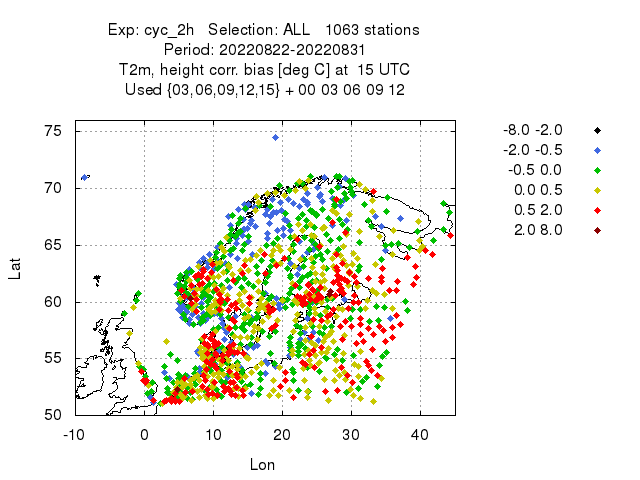 Exp: cyc_2h Selection: ALL 1063 stations
Period: 20220822-20220831
T2m, height corr. bias [deg C] at 15 UTC
Used {03,06,09,12,15} + 00 03 06 09 12
-8.0 -2.0
-2.0 -0.5
-0.5 0.0
0.0 0.5
0.5 2.0
2.0 8.0
75
70
65
60
55
50
Lat
-10 0 10 20 30 40
Lon